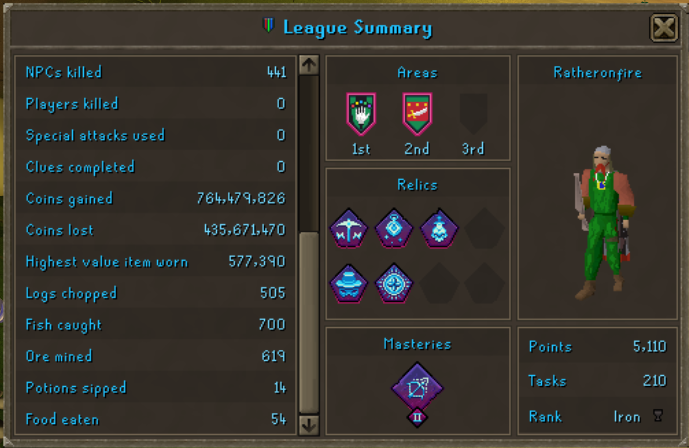 League Summary
NPCs killed 441
Players killed 0
Special attacks used 0
Clues completed 0
Coins gained 764,479,826
Coins lost 435,671,470
Highest value item worn 577,390
Logs chopped 505
Fish caught 700
Ore mined 619
Potions sipped 14
Food eaten 54
Areas
1st 2nd 3rd
Relics
Masteries
II
Ratheronfire
Points 5,110
Tasks 210
Rank Iron